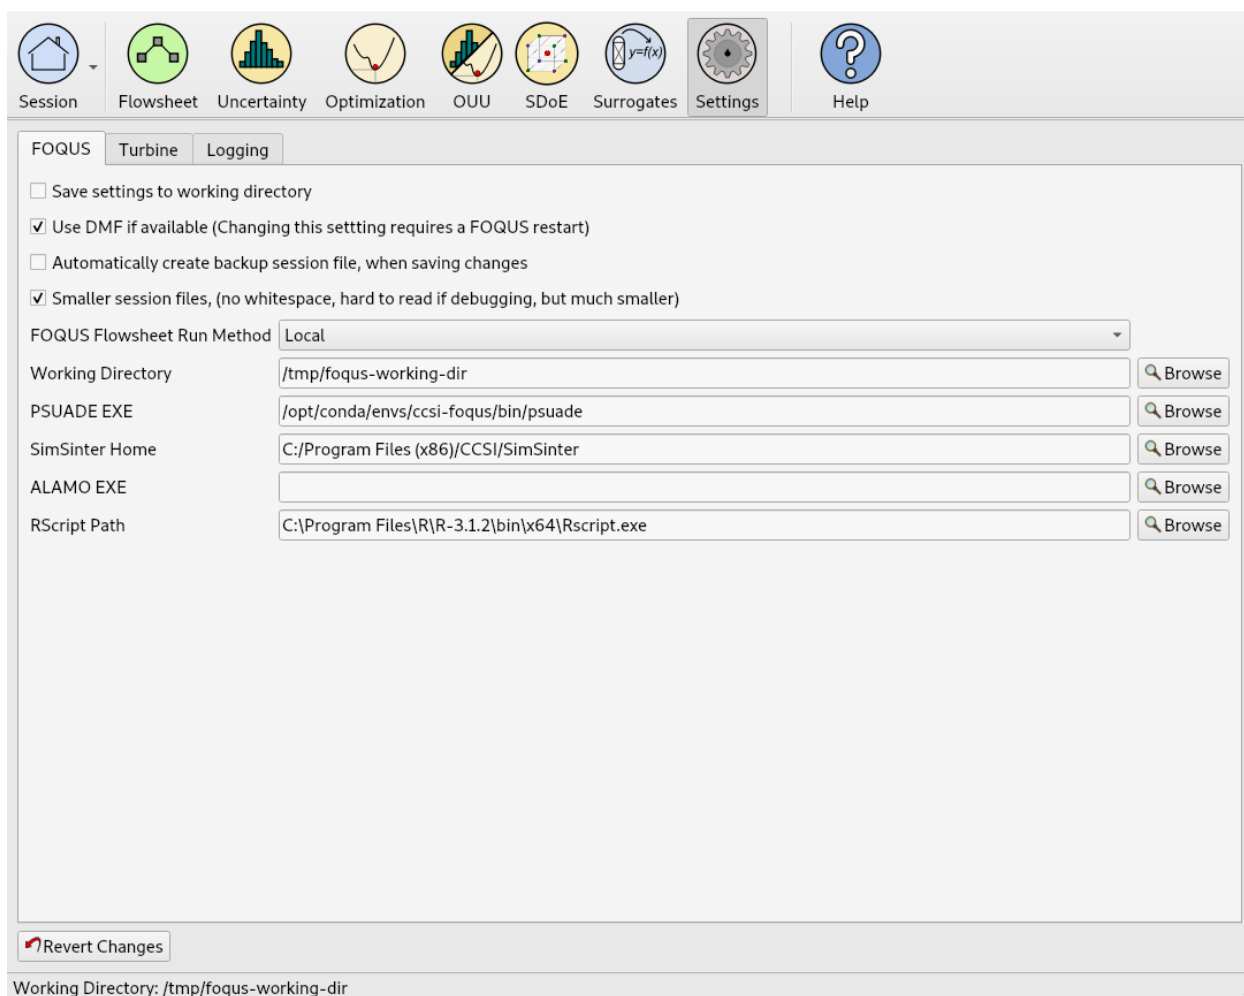 y=f(x)
Session Flowsheet Uncertainty Optimization OUU SDoE Surrogates Settings Help
FOQUS Turbine Logging
Save settings to working directory
Use DMF if available (Changing this settting requires a FOQUS restart)
Automatically create backup session file, when saving changes
Smaller session files, (no whitespace, hard to read if debugging, but much smaller)
FOQUS Flowsheet Run Method Local
Working Directory /tmp/foqus-working-dir Browse
PSUADE EXE /opt/conda/envs/ccsi-foqus/bin/psuade Browse
SimSinter Home C:/Program Files (x86)/CCSI/SimSinter Browse
ALAMO EXE Browse
RScript Path C:\Program Files\R\R-3.1.2\bin\x64\Rscript.exe Browse
Revert Changes
Working Directory: /tmp/foqus-working-dir